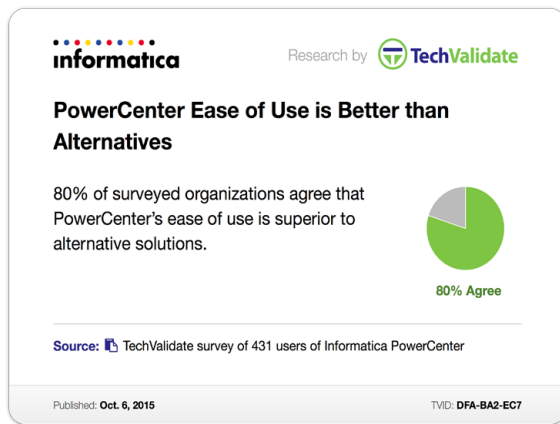 informatica
Research by TechValidate
PowerCenter Ease of Use is Better than
Alternatives
80% of surveyed organizations agree that
PowerCenter's ease of use is superior to
alternative solutions.
80% Agree
Source: TechValidate survey of 431 users of Informatica PowerCenter
Published: Oct. 6, 2015
TVID: DFA-BA2-EC7